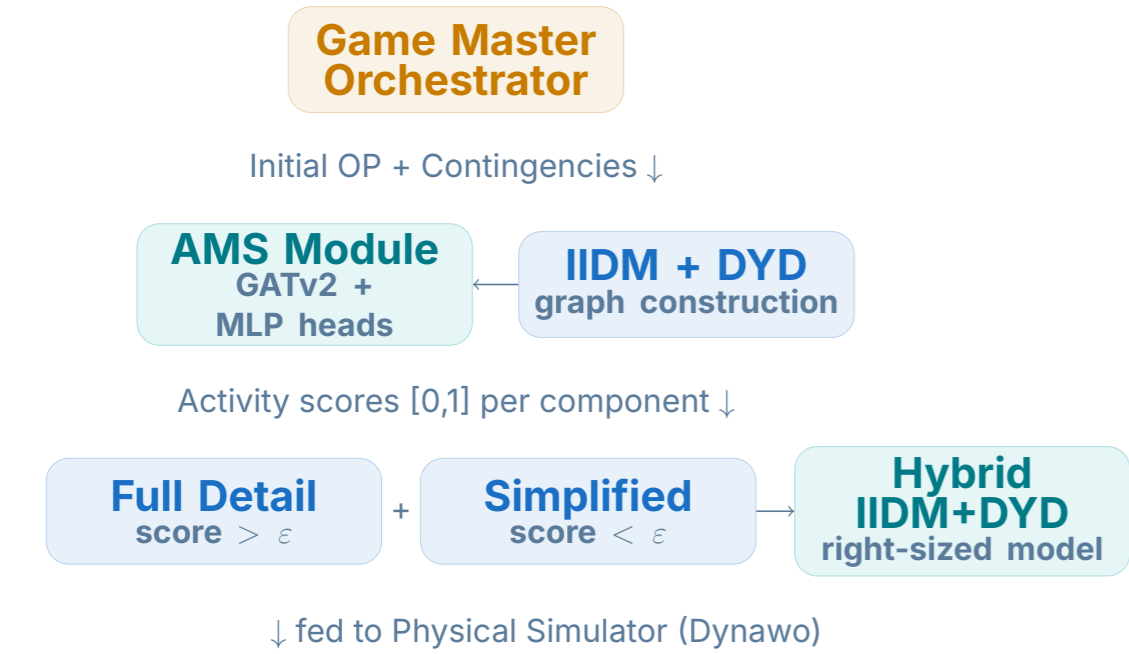 Game Master
Orchestrator
Initial OP + Contingencies ↓
AMS Module
GATv2 +
MLP heads
←
IIDM + DYD
graph construction
Activity scores [0,1] per component ↓
Full Detail
score > ε
+
Simplified
score < ε
→
Hybrid
IIDM+DYD
right-sized model
↓ fed to Physical Simulator (Dynawo)